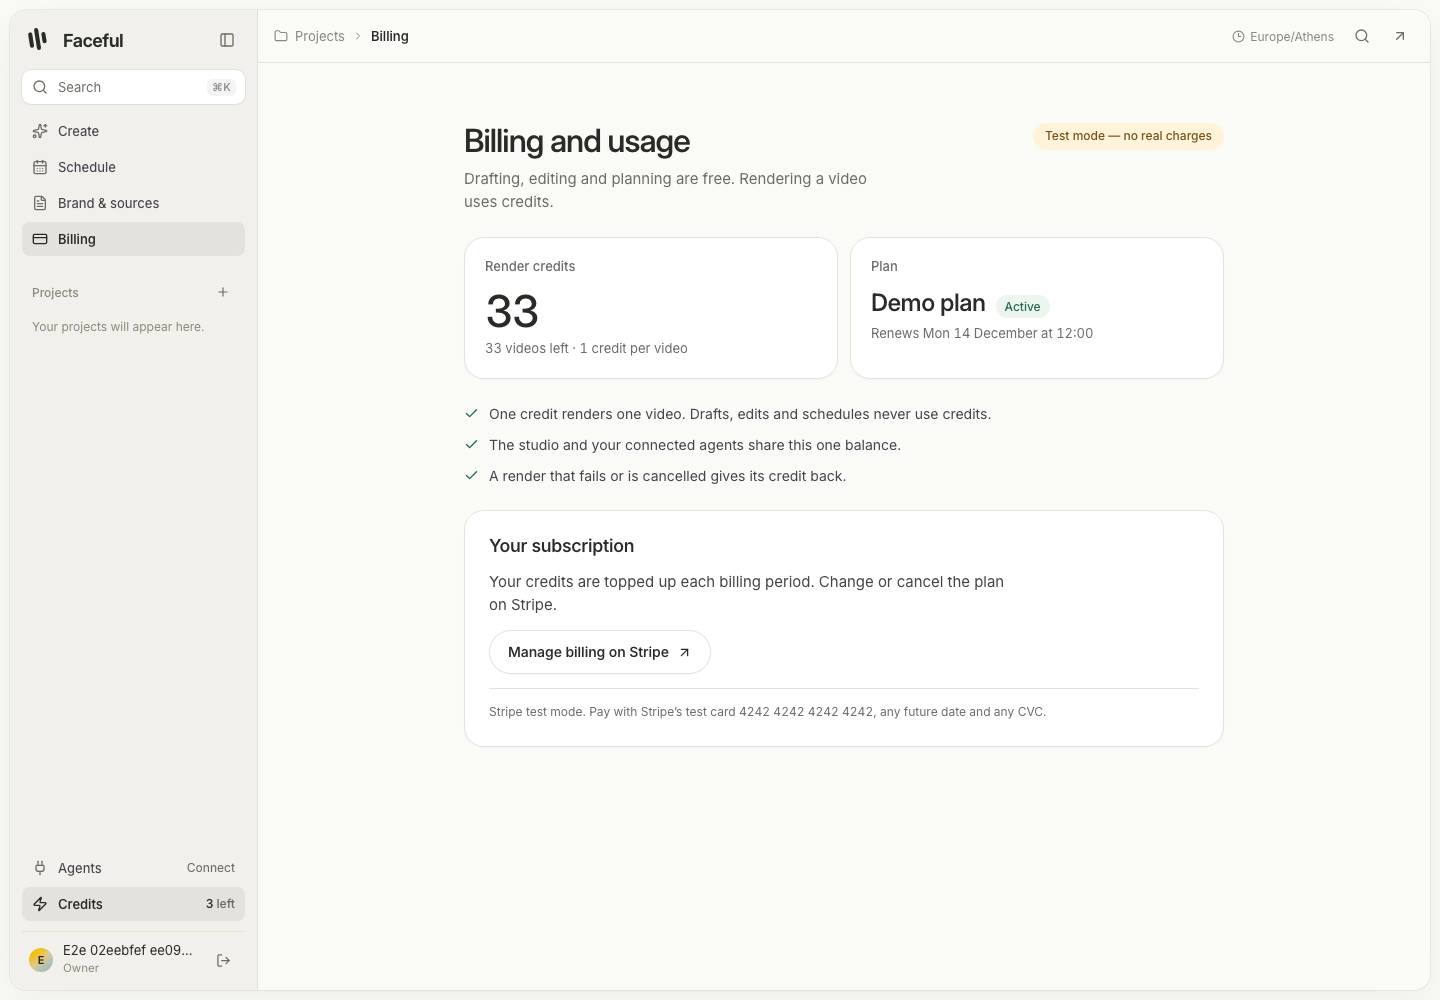 Faceful
Search ⌘K
Create
Schedule
Brand & sources
Billing
Projects
Your projects will appear here.
Agents Connect
Credits 3 left
E E2e 02eebfef ee09...
Owner
Projects Billing
Europe/Athens
Billing and usage
Test mode — no real charges
Drafting, editing and planning are free. Rendering a video
uses credits.
Render credits
33
33 videos left · 1 credit per video
Plan
Demo plan Active
Renews Mon 14 December at 12:00
One credit renders one video. Drafts, edits and schedules never use credits.
The studio and your connected agents share this one balance.
A render that fails or is cancelled gives its credit back.
Your subscription
Your credits are topped up each billing period. Change or cancel the plan
on Stripe.
Manage billing on Stripe
Stripe test mode. Pay with Stripe’s test card 4242 4242 4242 4242, any future date and any CVC.